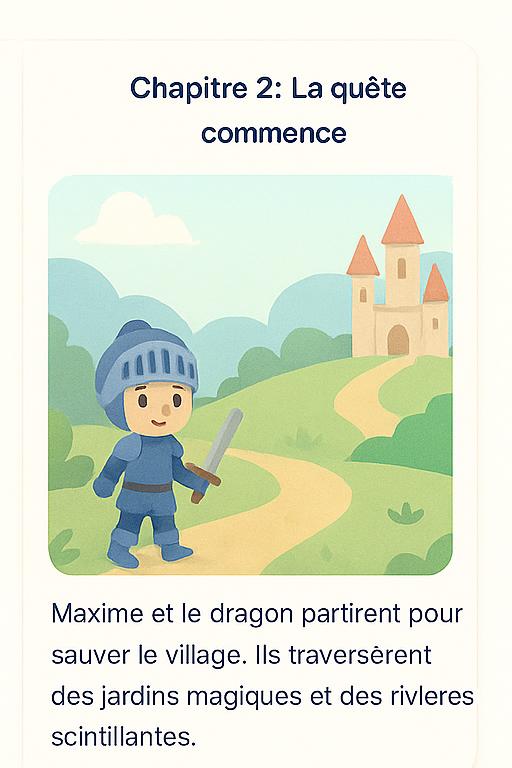 Chapitre 2: La quête
commence
Maxime et le dragon partirent pour
sauver le village. Ils traversèrent
des jardins magiques et des rivleres
scintillantes.